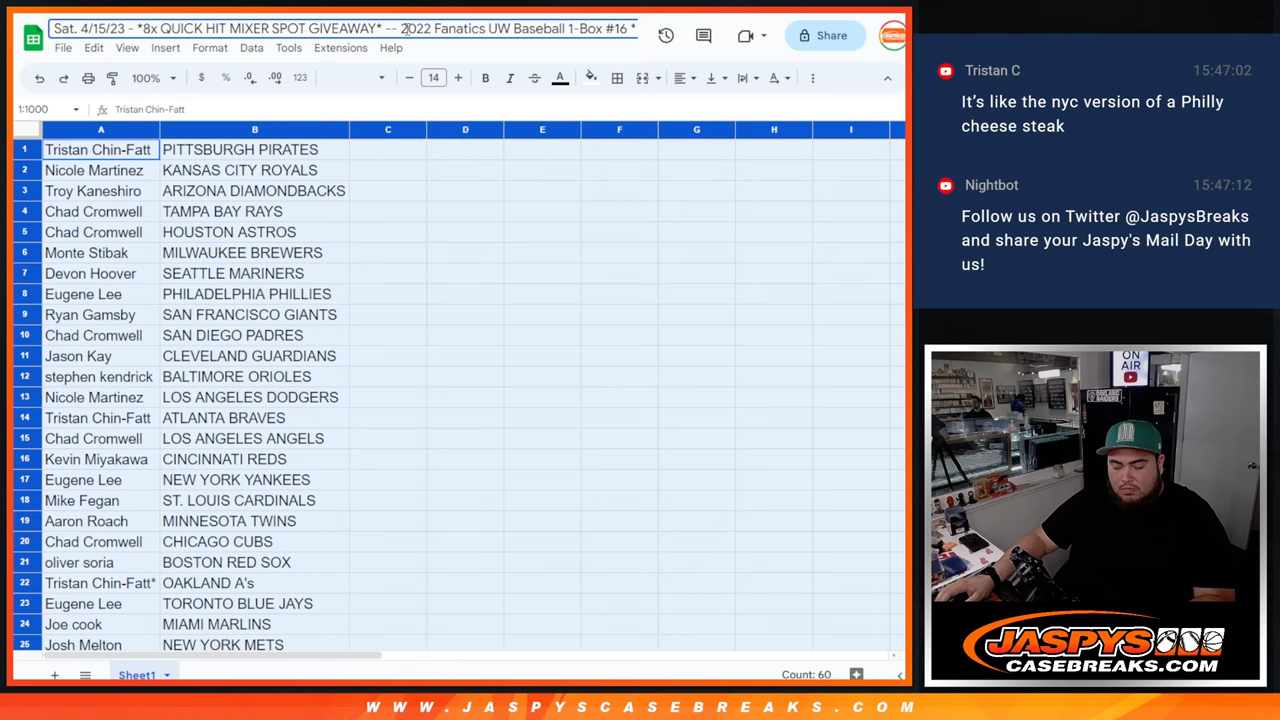 Sat. 4/15/23 - *8x QUICK HIT MIXER SPOT GIVEAWAY* -- 2022 Fanatics UW Baseball 1-Box #16 *
File Edit View Insert Format Data Tools Extensions Help
Share
100% $ % .0 .00 123 14 B I A
1:1000 fx Tristan Chin-Fatt
A B C D E F G H I
1 Tristan Chin-Fatt PITTSBURGH PIRATES
2 Nicole Martinez KANSAS CITY ROYALS
3 Troy Kaneshiro ARIZONA DIAMONDBACKS
4 Chad Cromwell TAMPA BAY RAYS
5 Chad Cromwell HOUSTON ASTROS
6 Monte Stibak MILWAUKEE BREWERS
7 Devon Hoover SEATTLE MARINERS
8 Eugene Lee PHILADELPHIA PHILLIES
9 Ryan Gamsby SAN FRANCISCO GIANTS
10 Chad Cromwell SAN DIEGO PADRES
11 Jason Kay CLEVELAND GUARDIANS
12 stephen kendrick BALTIMORE ORIOLES
13 Nicole Martinez LOS ANGELES DODGERS
14 Tristan Chin-Fatt ATLANTA BRAVES
15 Chad Cromwell LOS ANGELES ANGELS
16 Kevin Miyakawa CINCINNATI REDS
17 Eugene Lee NEW YORK YANKEES
18 Mike Fegan ST. LOUIS CARDINALS
19 Aaron Roach MINNESOTA TWINS
20 Chad Cromwell CHICAGO CUBS
21 oliver soria BOSTON RED SOX
22 Tristan Chin-Fatt* OAKLAND A's
23 Eugene Lee TORONTO BLUE JAYS
24 Joe cook MIAMI MARLINS
25 Josh Melton NEW YORK METS
Sheet1 Count: 60
Tristan C 15:47:02
It's like the nyc version of a Philly
cheese steak
Nightbot 15:47:12
Follow us on Twitter @JaspysBreaks
and share your Jaspy's Mail Day with
us!
ON
AIR
OAKLAND
RAIDERS
JASPYS
CASEBREAKS.COM
WWW.JASPYSCASEBREAKS.COM